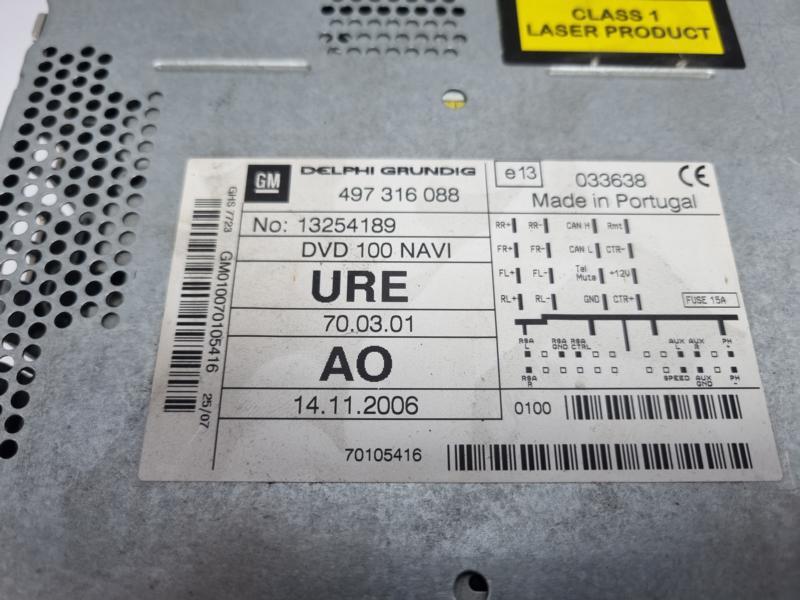 CLASS 1
LASER PRODUCT
GM
DELPHI GRUNDIG
497 316 088
e13
033638
CE
Made in Portugal
No: 13254189
DVD 100 NAVI
URE
70.03.01
AO
14.11.2006
GHS 7723
GM010070105416
25/07
RR+ RR- CAN H Rmt
FR+ FR- CAN L CTR-
FL+ FL- Tel Mute +12V
RL+ RL- GND CTR+
FUSE 15A
RSA L RSA GND RSA CTRL AUX L AUX R PH +
RSA R SPEED AUX GND PH -
0100
70105416